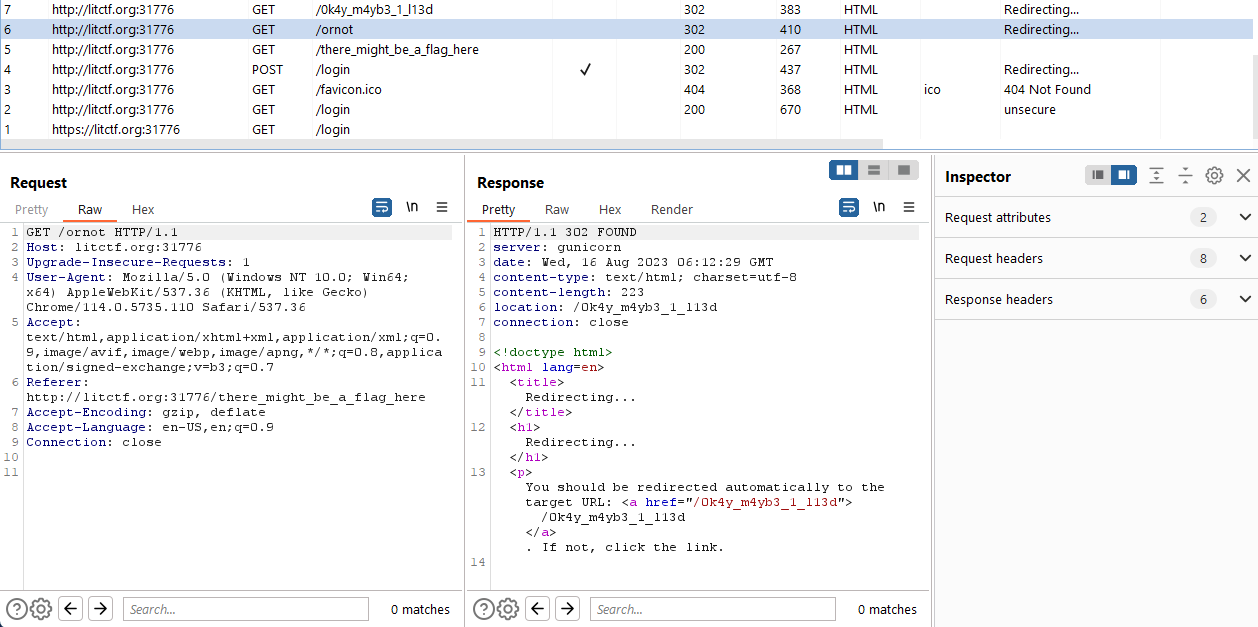 7 http://litctf.org:31776 GET /0k4y_m4yb3_1_l13d 302 383 HTML Redirecting...
6 http://litctf.org:31776 GET /ornot 302 410 HTML Redirecting...
5 http://litctf.org:31776 GET /there_might_be_a_flag_here 200 267 HTML
4 http://litctf.org:31776 POST /login ✓ 302 437 HTML Redirecting...
3 http://litctf.org:31776 GET /favicon.ico 404 368 HTML ico 404 Not Found
2 http://litctf.org:31776 GET /login 200 670 HTML unsecure
1 https://litctf.org:31776 GET /login
Request
Pretty Raw Hex
\n
1 GET /ornot HTTP/1.1
2 Host: litctf.org:31776
3 Upgrade-Insecure-Requests: 1
4 User-Agent: Mozilla/5.0 (Windows NT 10.0; Win64;
x64) AppleWebKit/537.36 (KHTML, like Gecko)
Chrome/114.0.5735.110 Safari/537.36
5 Accept:
text/html,application/xhtml+xml,application/xml;q=0.
9,image/avif,image/webp,image/apng,*/*;q=0.8,applica
tion/signed-exchange;v=b3;q=0.7
6 Referer:
http://litctf.org:31776/there_might_be_a_flag_here
7 Accept-Encoding: gzip, deflate
8 Accept-Language: en-US,en;q=0.9
9 Connection: close
10
11
Search...
0 matches
Response
Pretty Raw Hex Render
\n
1 HTTP/1.1 302 FOUND
2 server: gunicorn
3 date: Wed, 16 Aug 2023 06:12:29 GMT
4 content-type: text/html; charset=utf-8
5 content-length: 223
6 location: /0k4y_m4yb3_1_l13d
7 connection: close
8
9 <!doctype html>
10 <html lang=en>
11 <title>
Redirecting...
</title>
12 <h1>
Redirecting...
</h1>
13 <p>
You should be redirected automatically to the
target URL: <a href="/0k4y_m4yb3_1_l13d">
/0k4y_m4yb3_1_l13d
</a>
. If not, click the link.
14
Search...
0 matches
Inspector
Request attributes 2
Request headers 8
Response headers 6